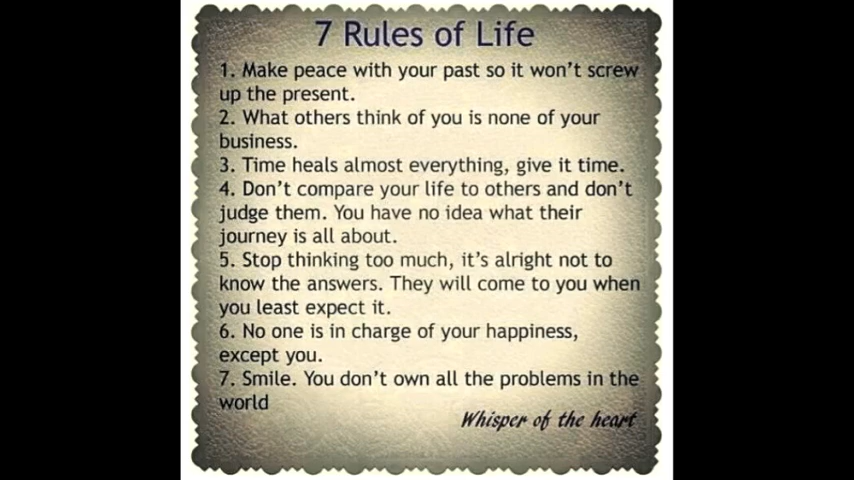 7 Rules of Life
1. Make peace with your past so it won't screw
up the present.
2. What others think of you is none of your
business.
3. Time heals almost everything, give it time.
4. Don't compare your life to others and don't
judge them. You have no idea what their
journey is all about.
5. Stop thinking too much, it's alright not to
know the answers. They will come to you when
you least expect it.
6. No one is in charge of your happiness,
except you.
7. Smile. You don't own all the problems in the
world
Whisper of the heart